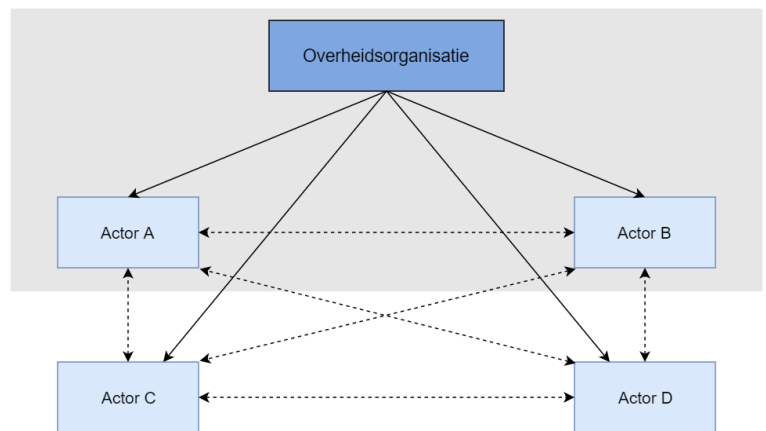 Overheidsorganisatie
Actor A
Actor B
Actor C
Actor D